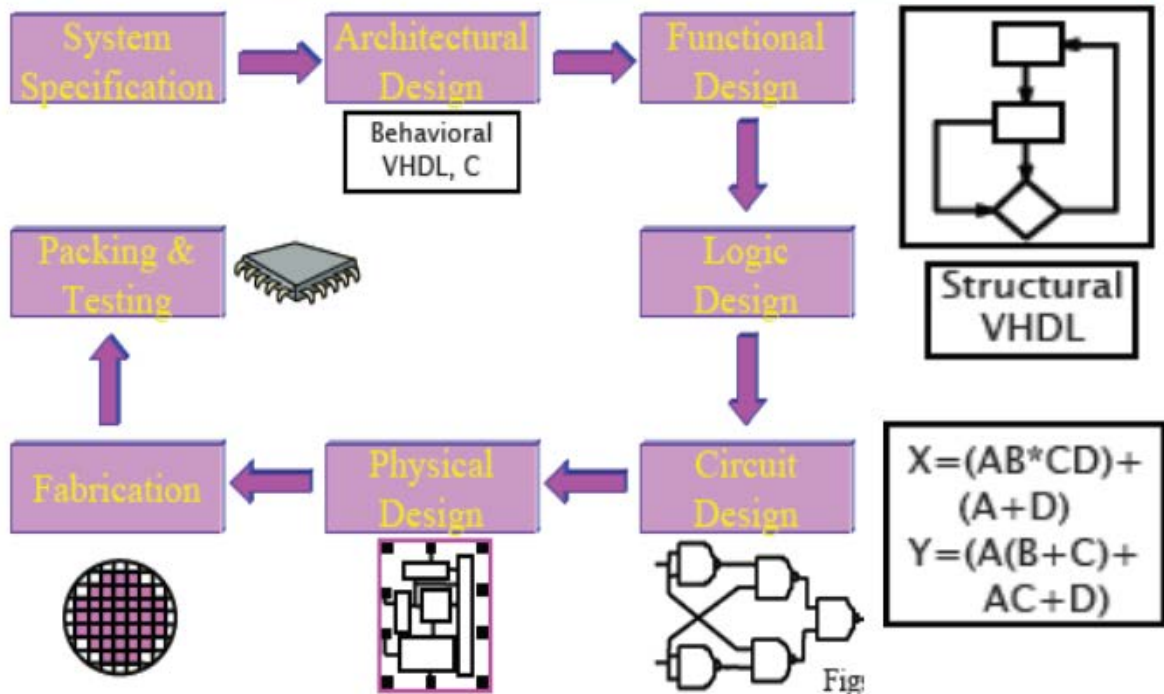 System
Specification
Architectural
Design
Functional
Design
Behavioral
VHDL, C
Packing &
Testing
Logic
Design
Structural
VHDL
Fabrication
Physical
Design
Circuit
Design
X=(AB*CD)+
(A+D)
Y=(A(B+C)+
AC+D)